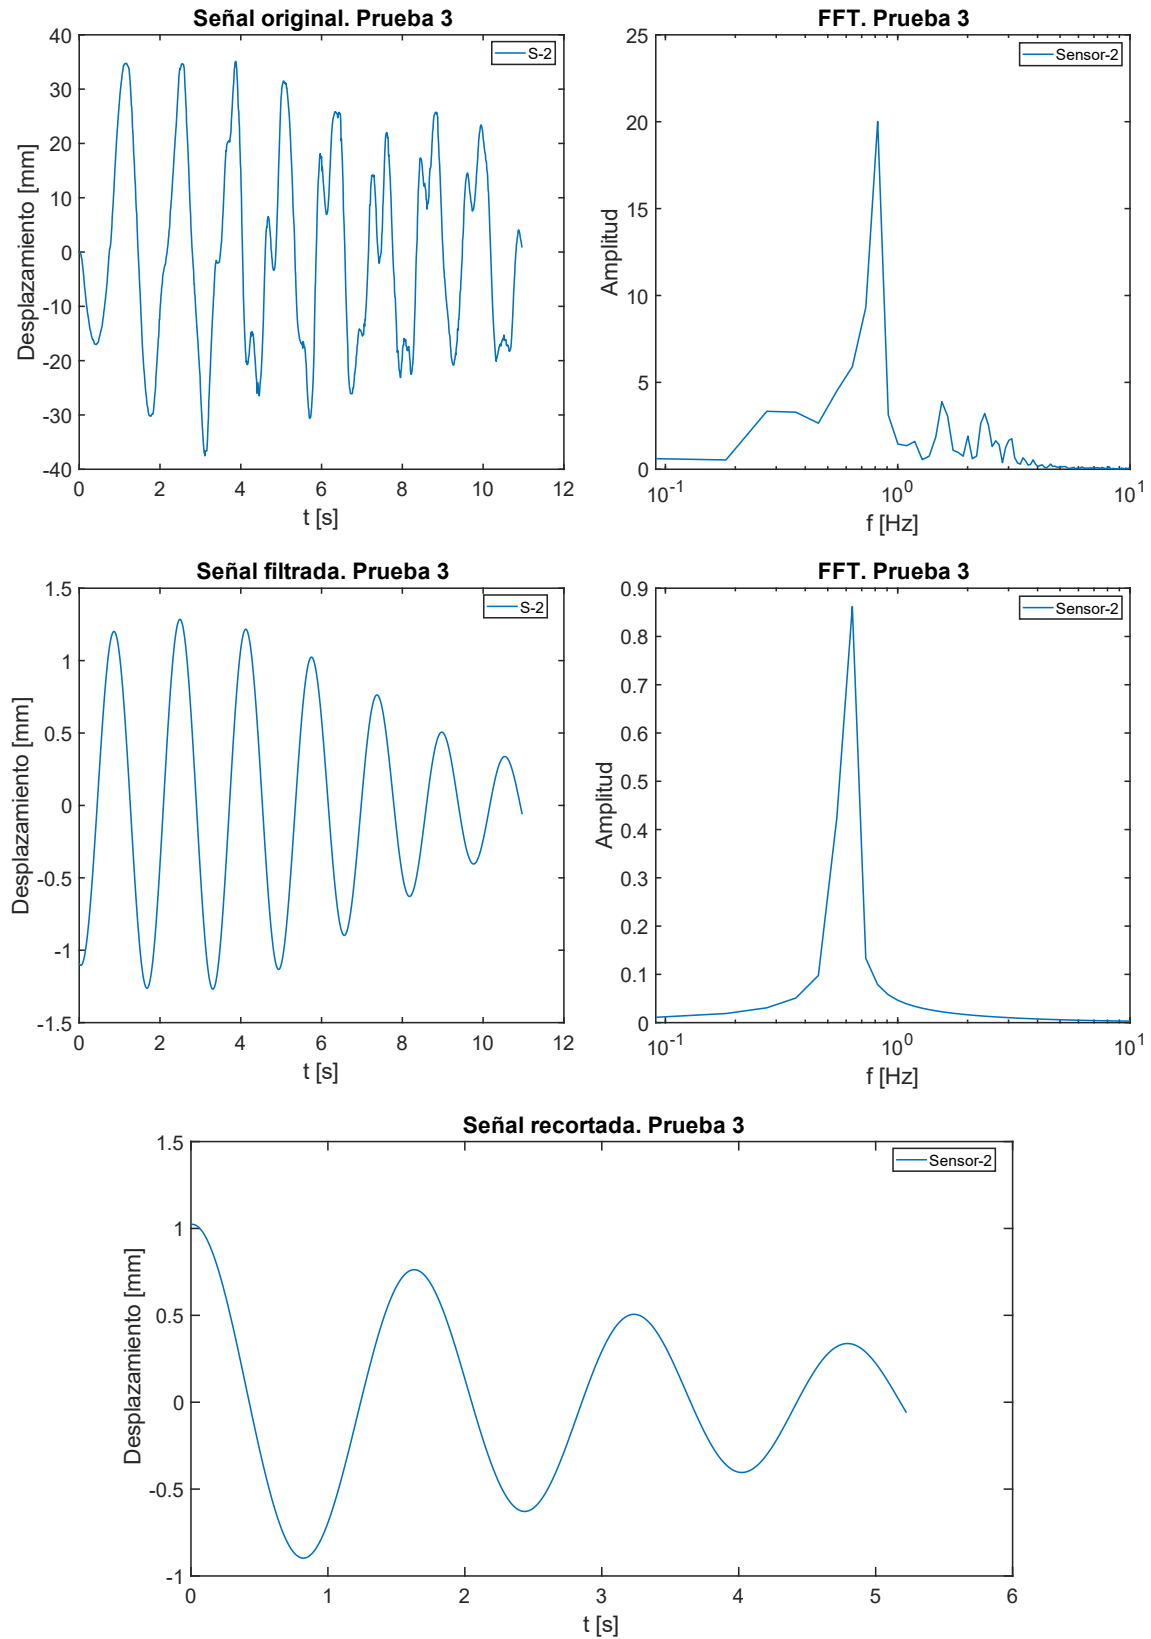 Señal original. Prueba 3
S-2
Desplazamiento [mm]
40
30
20
10
0
-10
-20
-30
-40
0 2 4 6 8 10 12
t [s]
FFT. Prueba 3
Sensor-2
Amplitud
25
20
15
10
5
0
10^-1 10^0 10^1
f [Hz]
Señal filtrada. Prueba 3
S-2
Desplazamiento [mm]
1.5
1
0.5
0
-0.5
-1
-1.5
0 2 4 6 8 10 12
t [s]
FFT. Prueba 3
Sensor-2
Amplitud
0.9
0.8
0.7
0.6
0.5
0.4
0.3
0.2
0.1
0
10^-1 10^0 10^1
f [Hz]
Señal recortada. Prueba 3
Sensor-2
Desplazamiento [mm]
1.5
1
0.5
0
-0.5
-1
0 1 2 3 4 5 6
t [s]